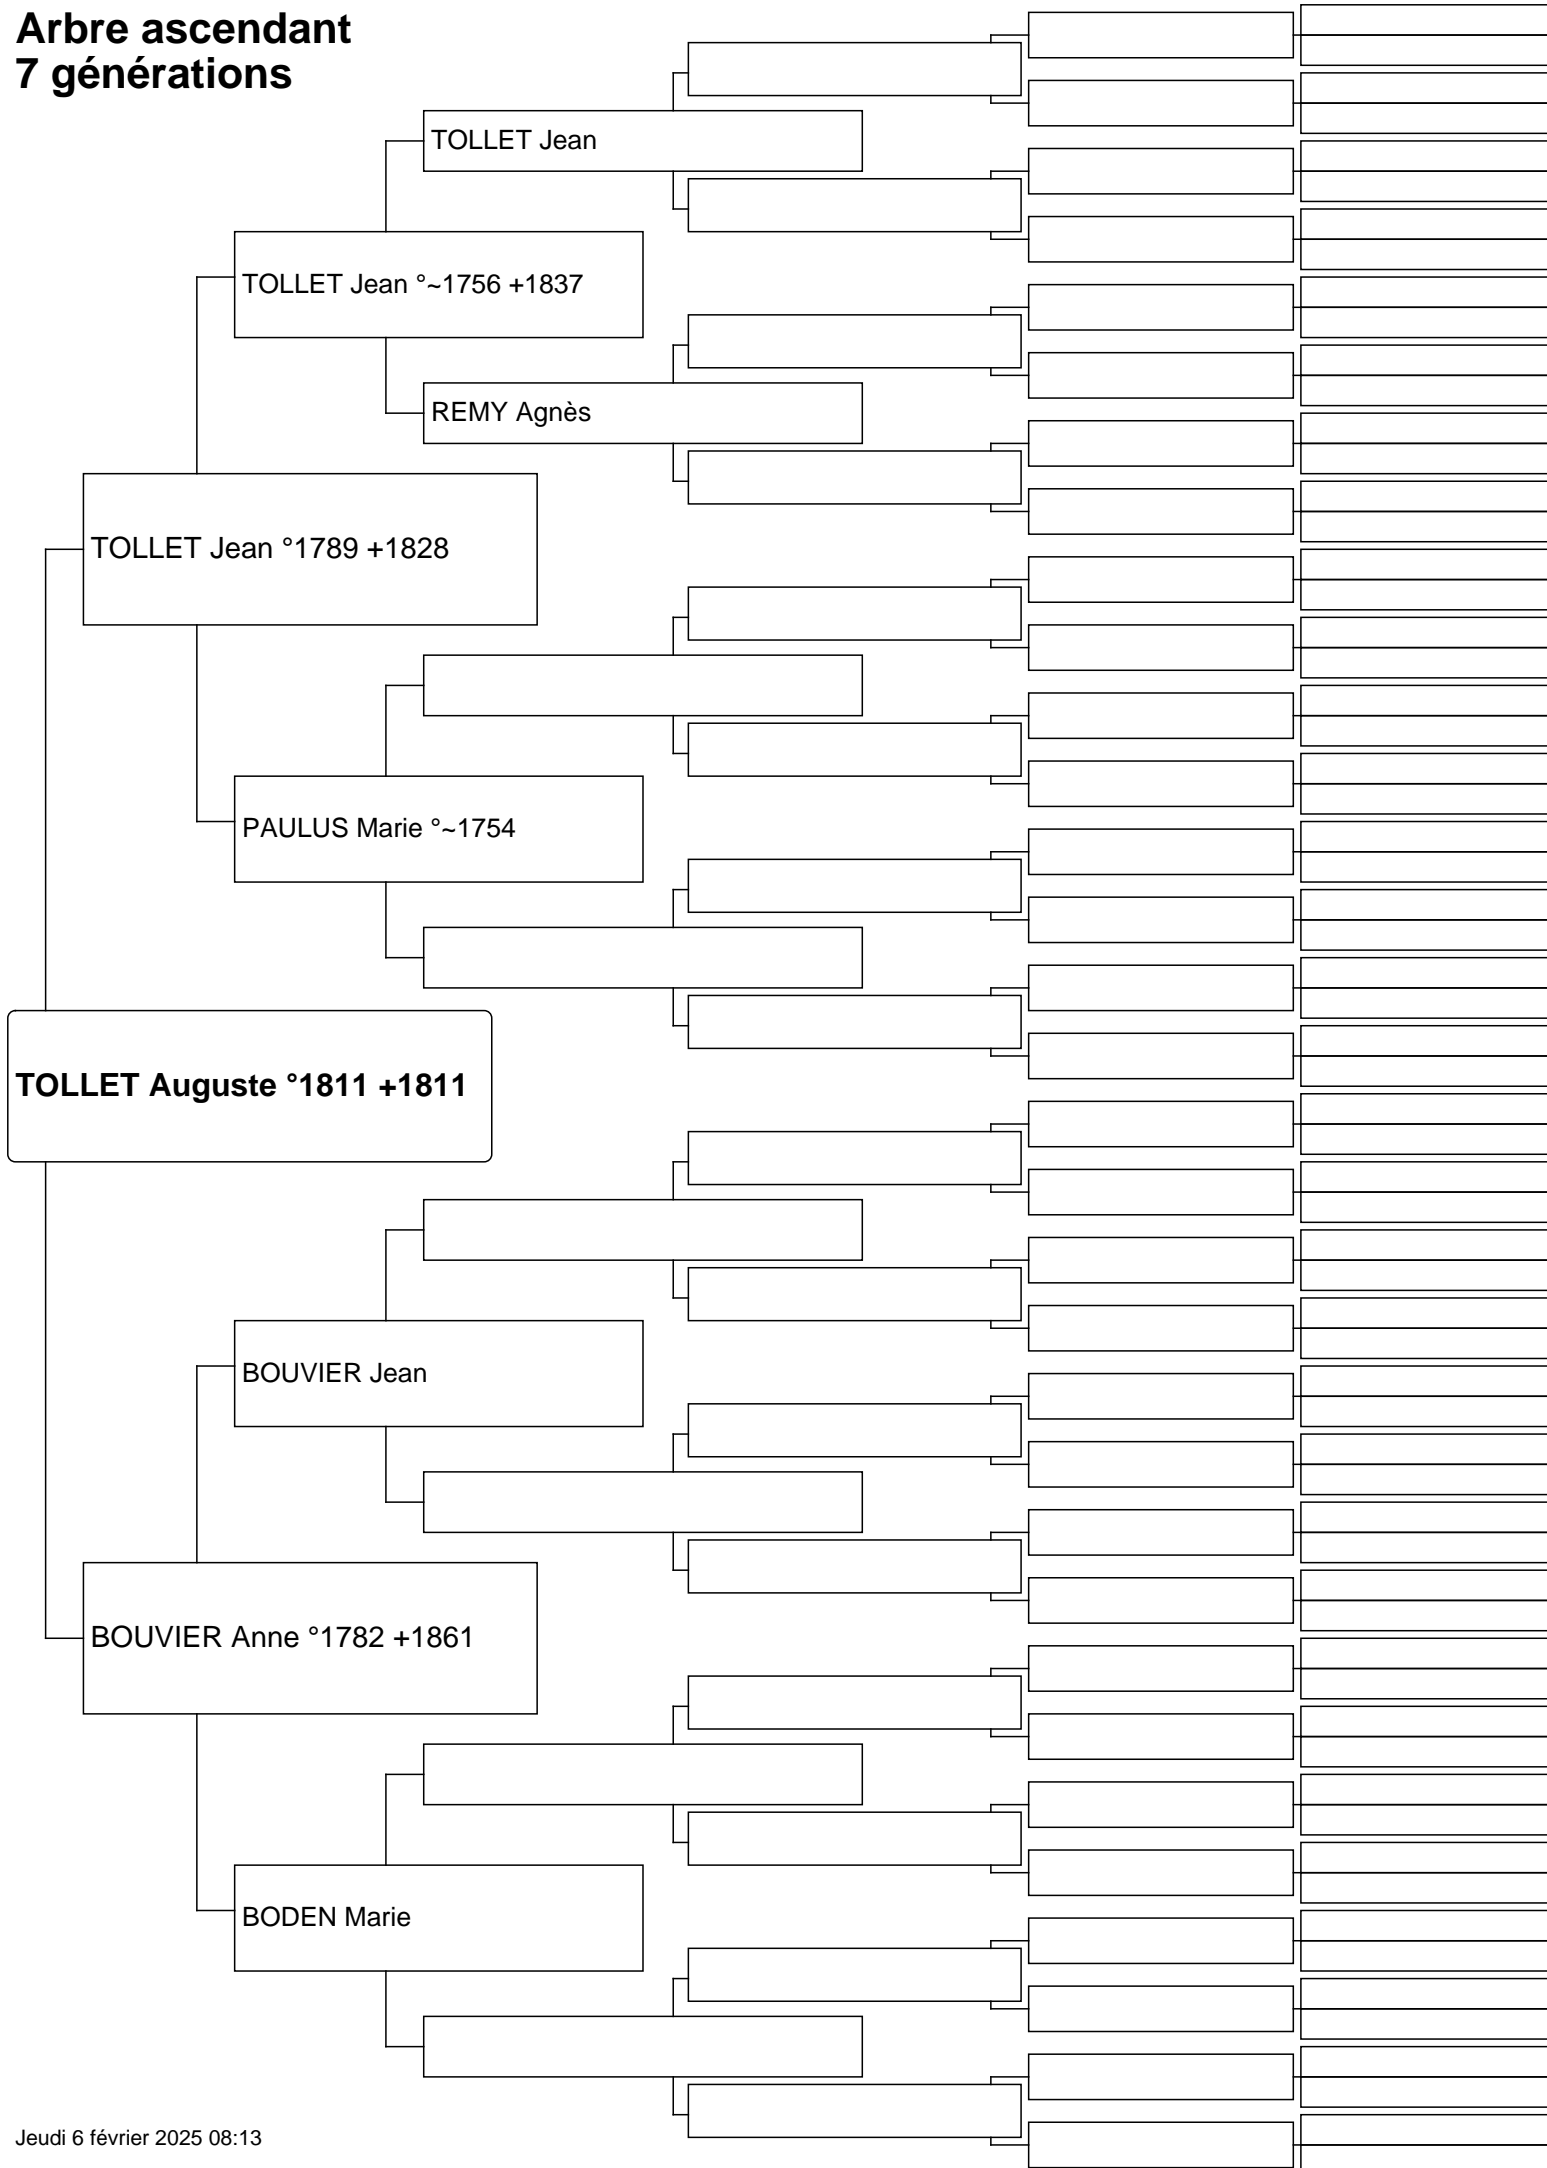 Arbre ascendant
7 générations
TOLLET Jean
TOLLET Jean °~1756 +1837
REMY Agnès
TOLLET Jean °1789 +1828
PAULUS Marie °~1754
TOLLET Auguste °1811 +1811
BOUVIER Jean
BOUVIER Anne °1782 +1861
BODEN Marie
Jeudi 6 février 2025 08:13